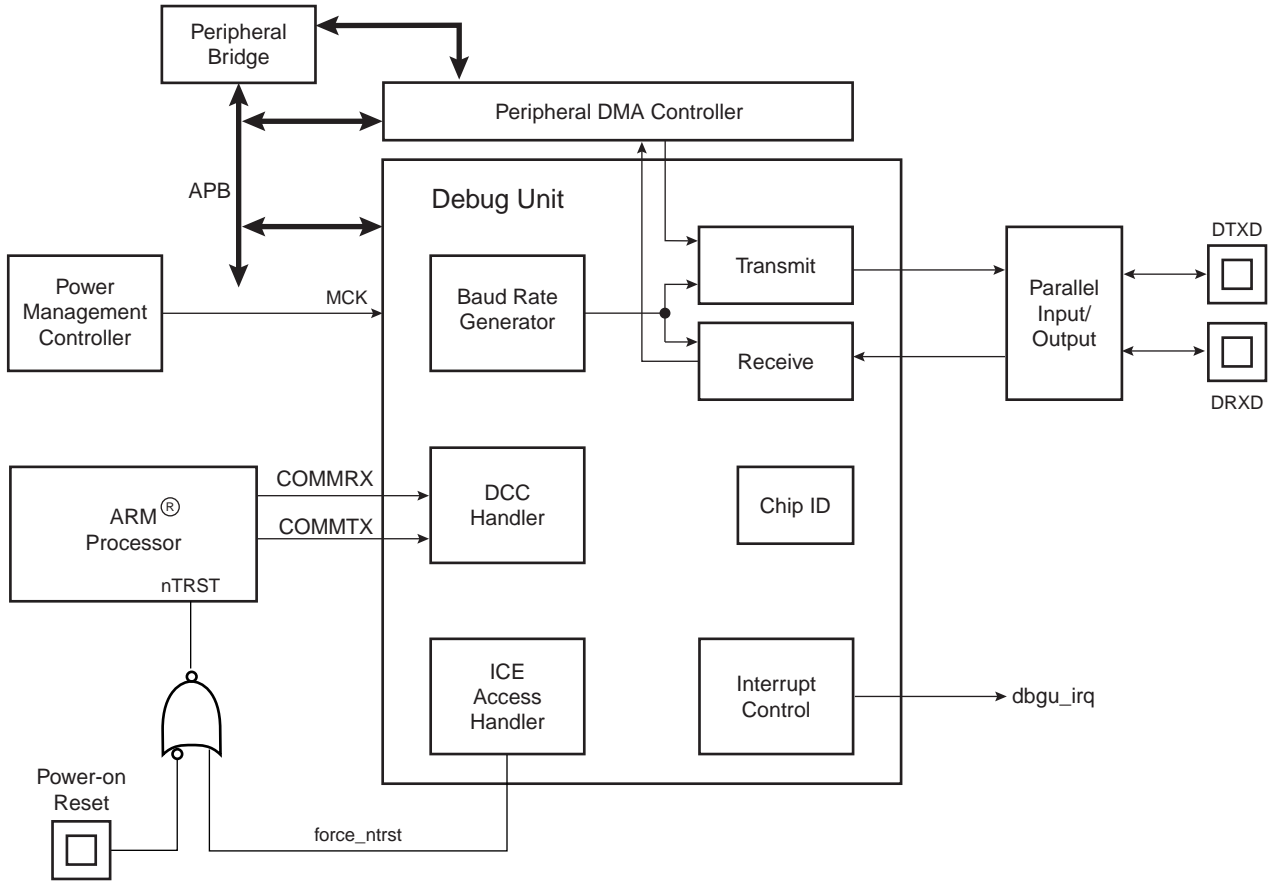 Peripheral
Bridge
Peripheral DMA Controller
APB
Debug Unit
DTXD
Power
Management
Controller
MCK
Baud Rate
Generator
Transmit
Receive
Parallel
Input/
Output
DRXD
ARM®
Processor
nTRST
COMMRX
COMMTX
DCC
Handler
Chip ID
ICE
Access
Handler
Interrupt
Control
dbgu_irq
Power-on
Reset
force_ntrst